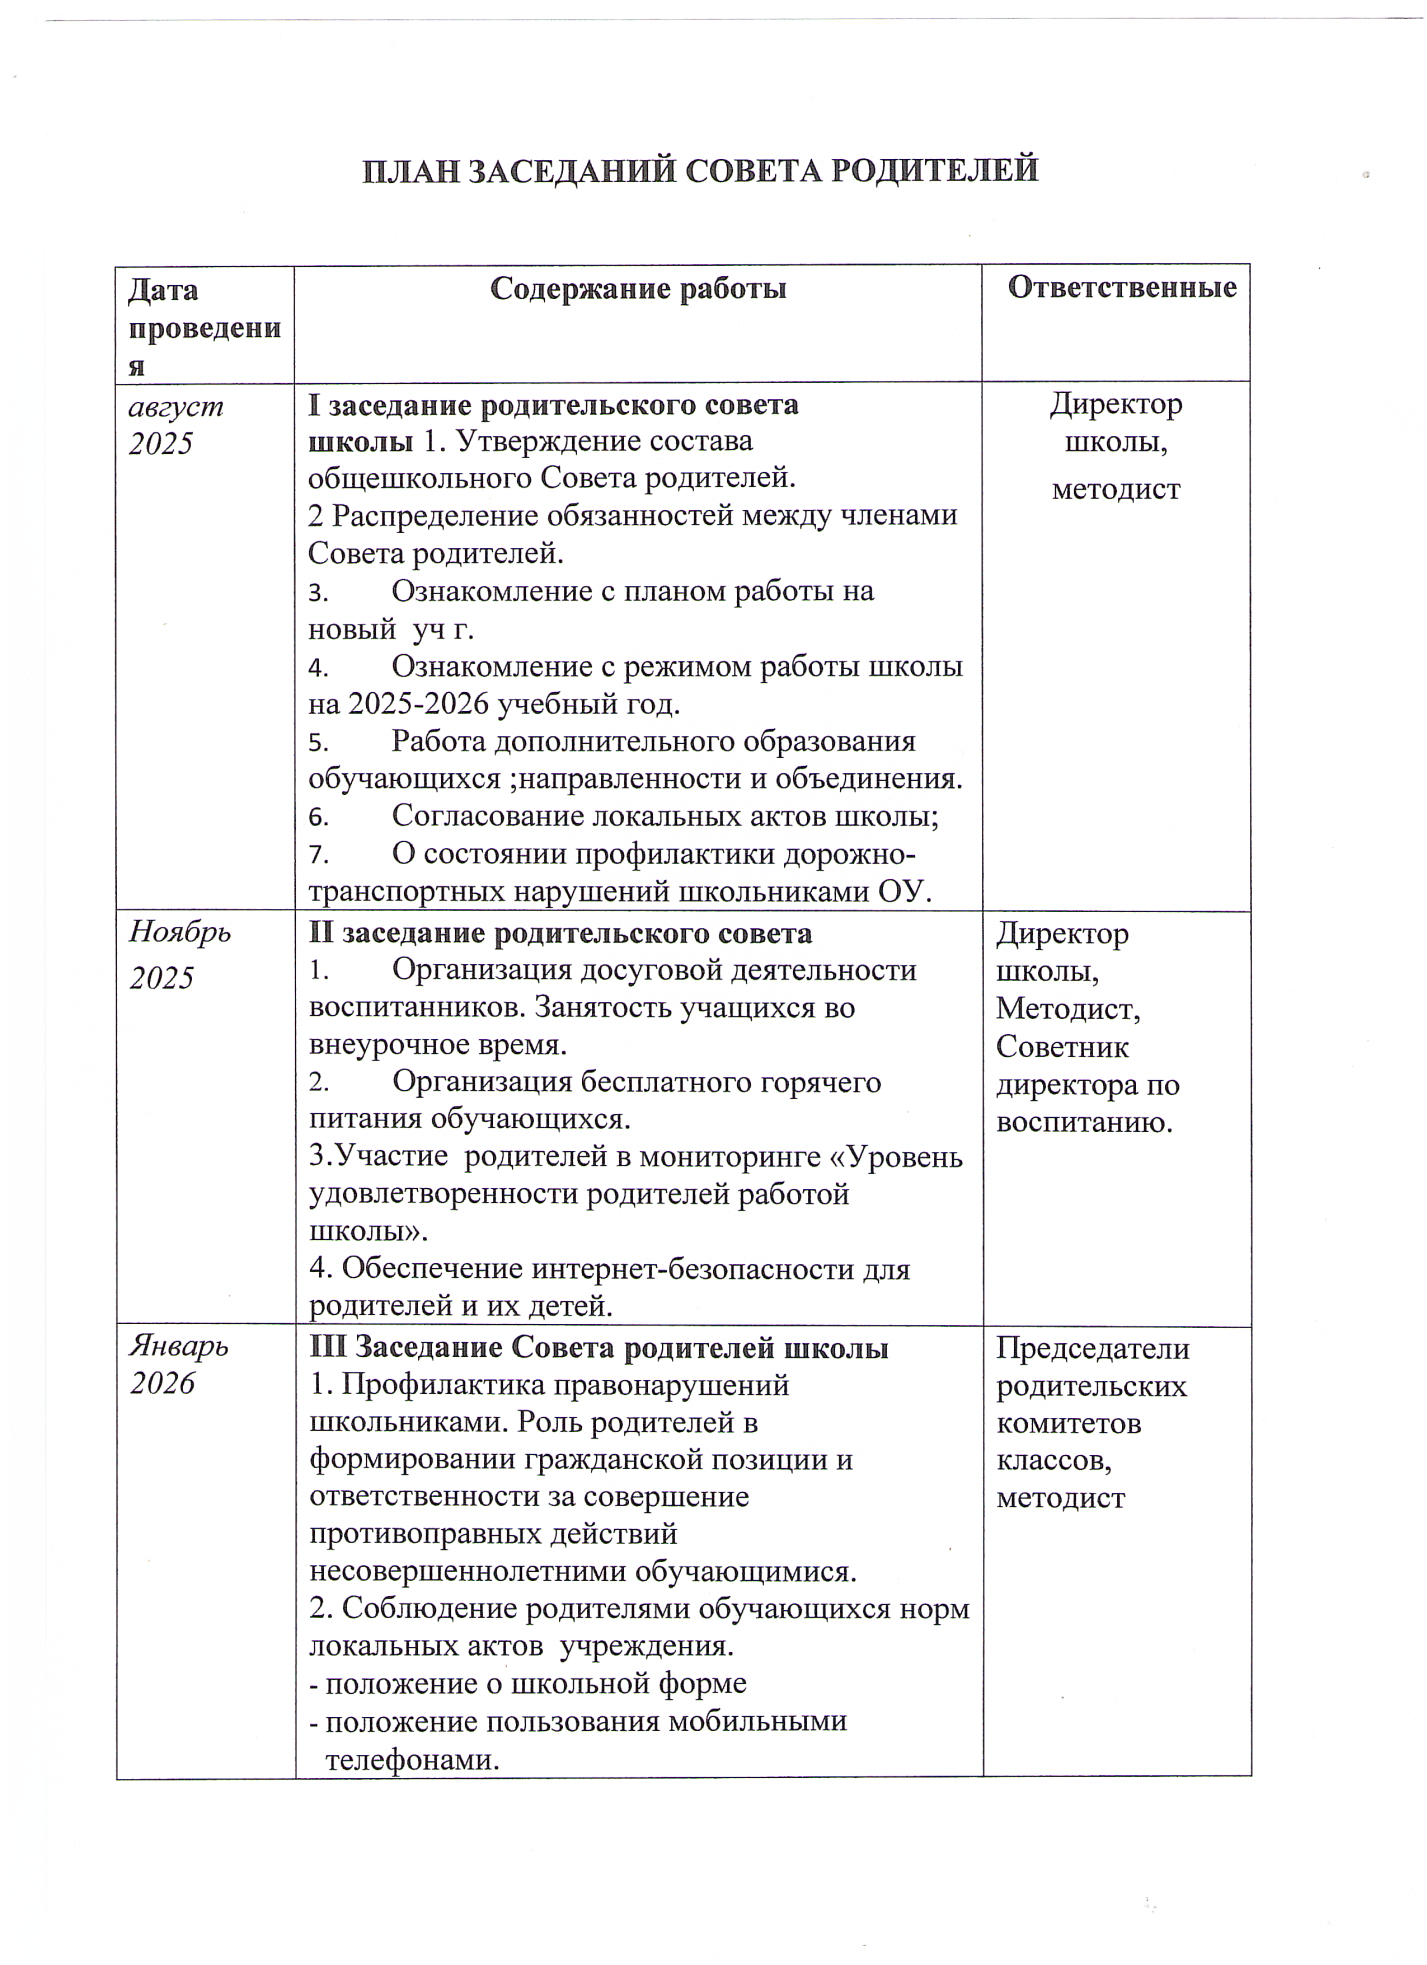 ПЛАН ЗАСЕДАНИЙ СОВЕТА РОДИТЕЛЕЙ
Дата
проведени
я
Содержание работы
Ответственные
август
2025
I заседание родительского совета
школы 1. Утверждение состава
общешкольного Совета родителей.
2 Распределение обязанностей между членами
Совета родителей.
3. Ознакомление с планом работы на
новый уч г.
4. Ознакомление с режимом работы школы
на 2025-2026 учебный год.
5. Работа дополнительного образования
обучающихся ;направленности и объединения.
6. Согласование локальных актов школы;
7. О состоянии профилактики дорожно-
транспортных нарушений школьниками ОУ.
Директор
школы,
методист
Ноябрь
2025
II заседание родительского совета
1. Организация досуговой деятельности
воспитанников. Занятость учащихся во
внеурочное время.
2. Организация бесплатного горячего
питания обучающихся.
3.Участие родителей в мониторинге «Уровень
удовлетворенности родителей работой
школы».
4. Обеспечение интернет-безопасности для
родителей и их детей.
Директор
школы,
Методист,
Советник
директора по
воспитанию.
Январь
2026
III Заседание Совета родителей школы
1. Профилактика правонарушений
школьниками. Роль родителей в
формировании гражданской позиции и
ответственности за совершение
противоправных действий
несовершеннолетними обучающимися.
2. Соблюдение родителями обучающихся норм
локальных актов учреждения.
- положение о школьной форме
- положение пользования мобильными
телефонами.
Председатели
родительских
комитетов
классов,
методист